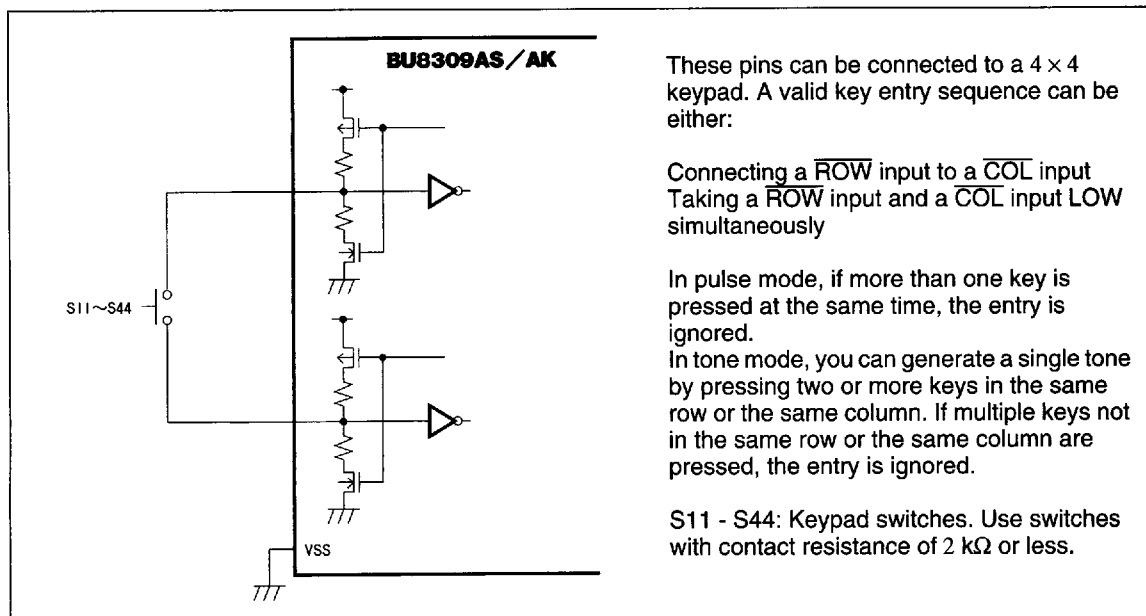 BU8309AS/AK
S11~S44
VSS
These pins can be connected to a 4 × 4
keypad. A valid key entry sequence can be
either:
Connecting a R̅O̅W̅ input to a C̅O̅L̅ input
Taking a R̅O̅W̅ input and a C̅O̅L̅ input LOW
simultaneously
In pulse mode, if more than one key is
pressed at the same time, the entry is
ignored.
In tone mode, you can generate a single tone
by pressing two or more keys in the same
row or the same column. If multiple keys not
in the same row or the same column are
pressed, the entry is ignored.
S11 - S44: Keypad switches. Use switches
with contact resistance of 2 kΩ or less.